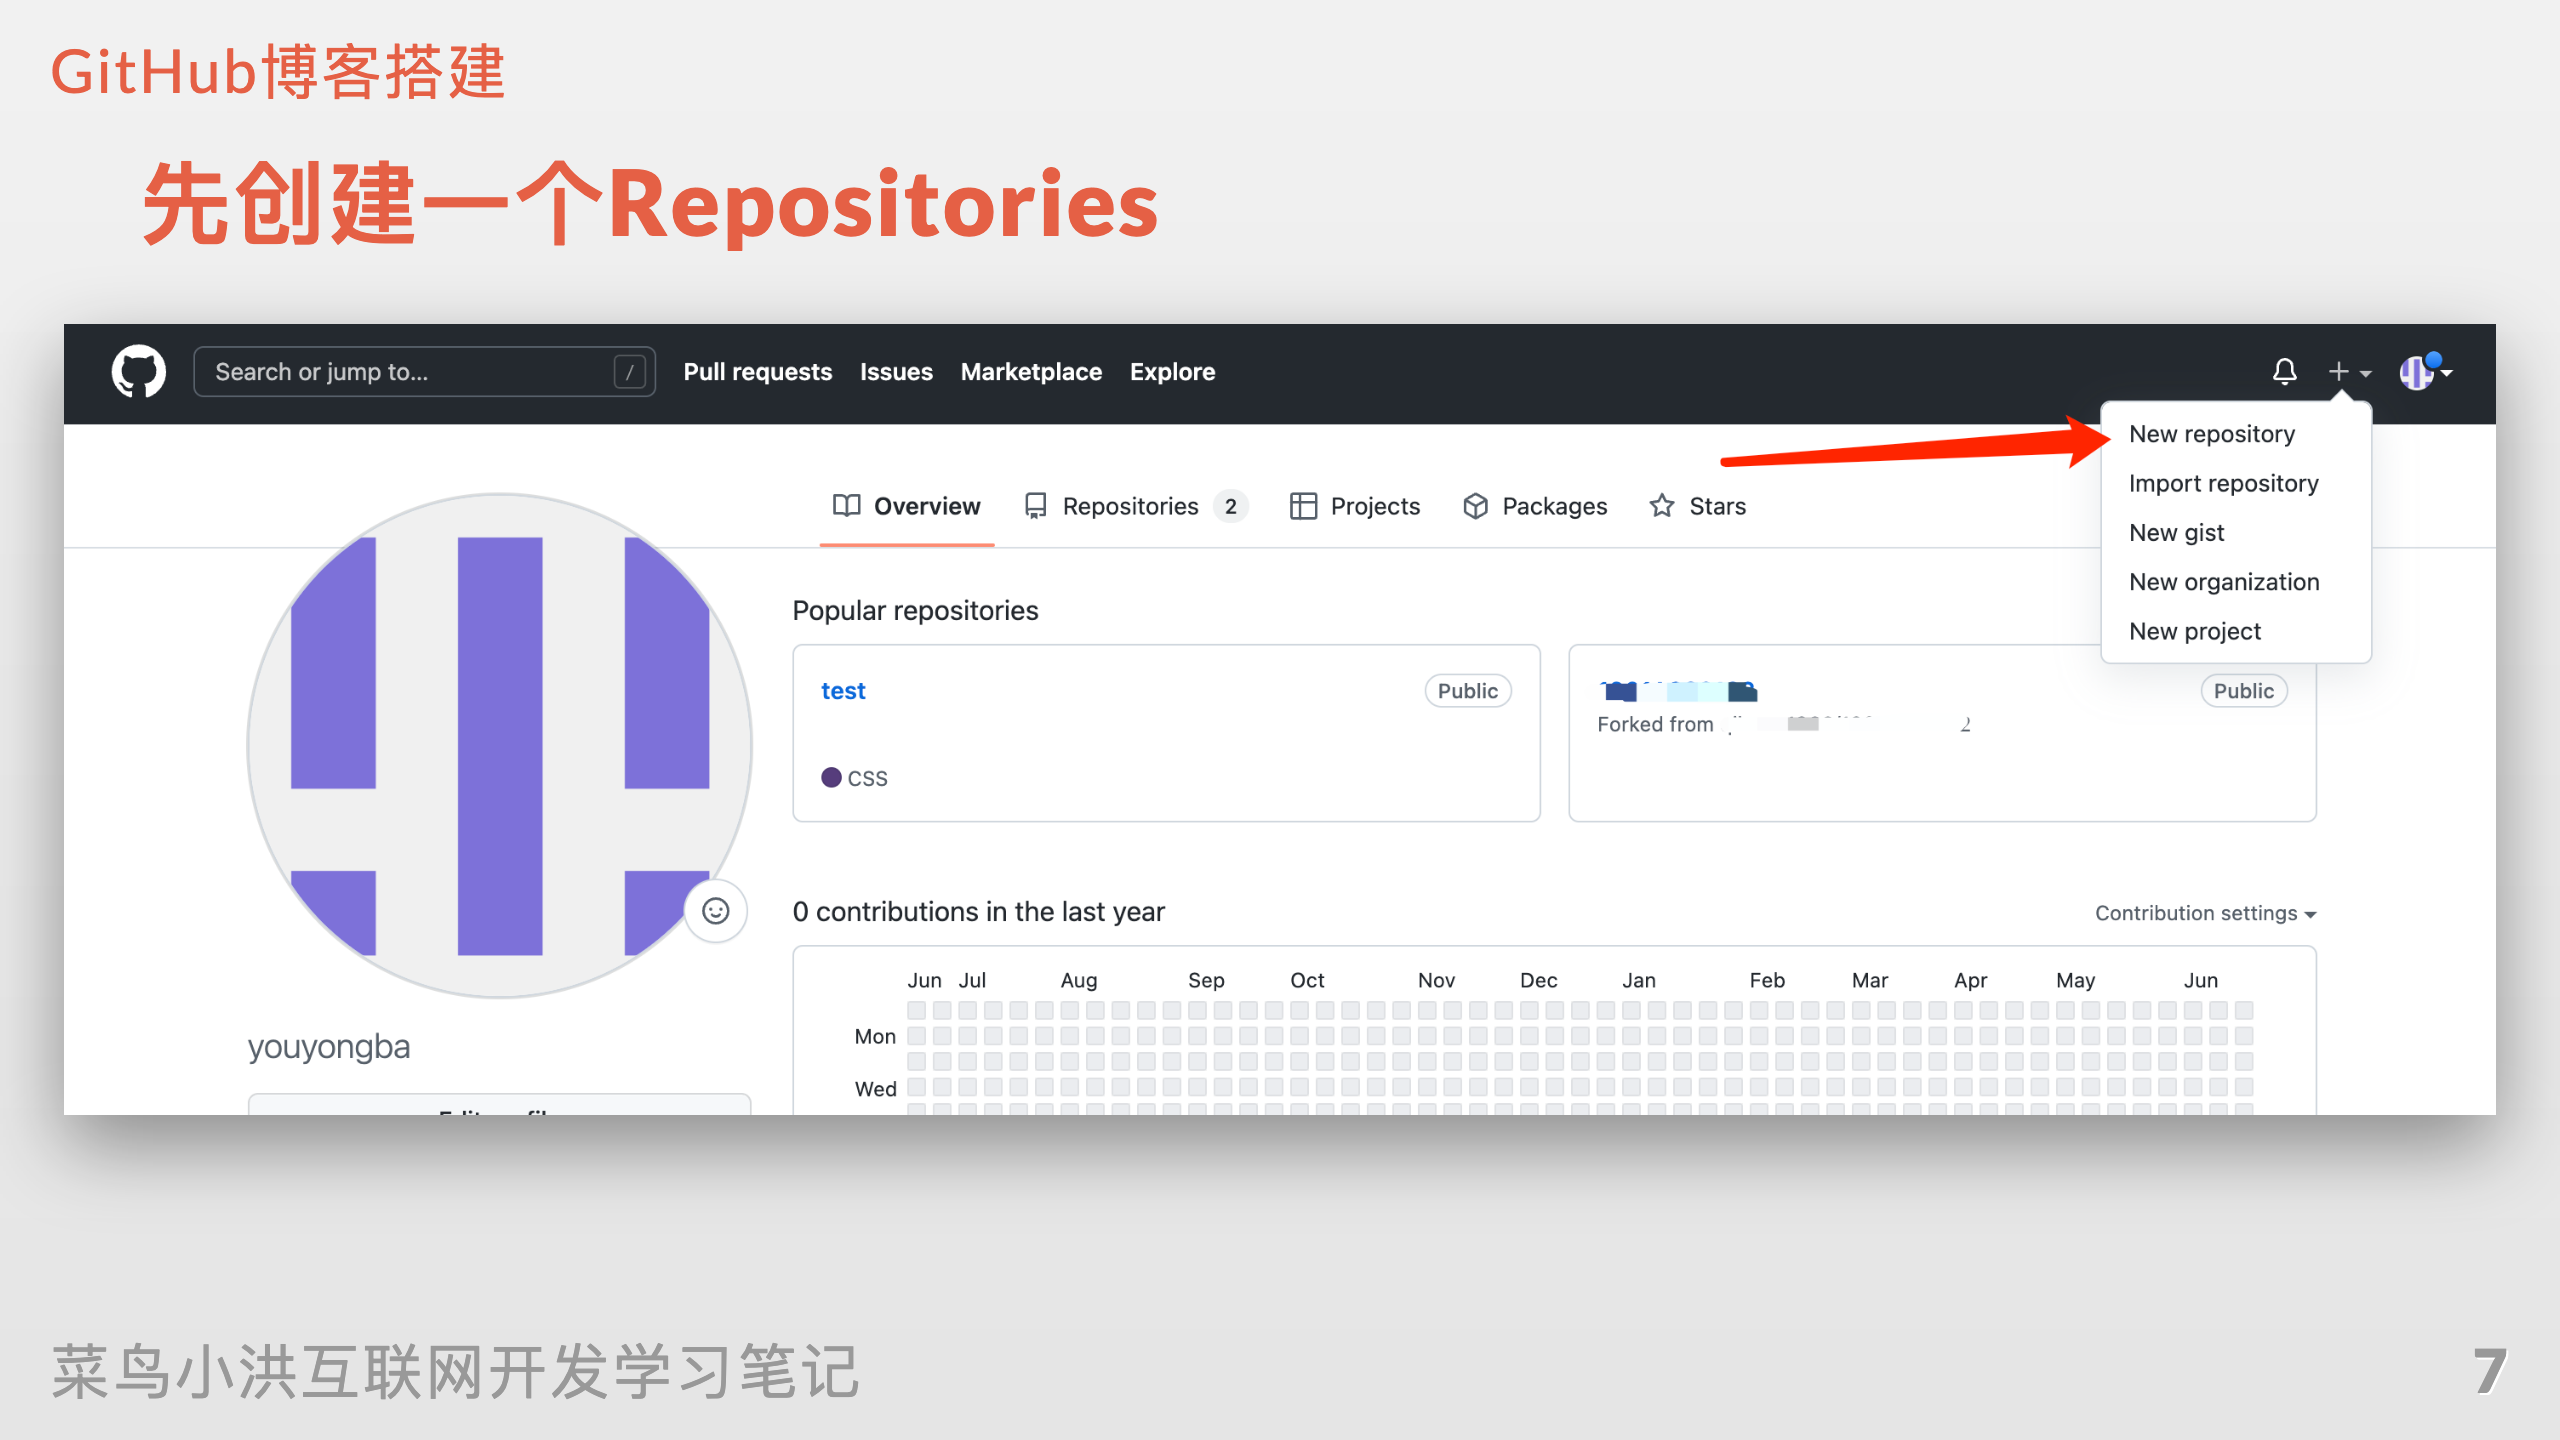 GitHub博客搭建
先创建一个Repositories
Search or jump to...
/
Pull requests
Issues
Marketplace
Explore
New repository
Import repository
New gist
New organization
New project
Overview
Repositories 2
Projects
Packages
Stars
Popular repositories
test
Public
CSS
Public
Forked from
2
0 contributions in the last year
Contribution settings
Jun Jul Aug Sep Oct Nov Dec Jan Feb Mar Apr May Jun
Mon
Wed
youyongba
菜鸟小洪互联网开发学习笔记
7